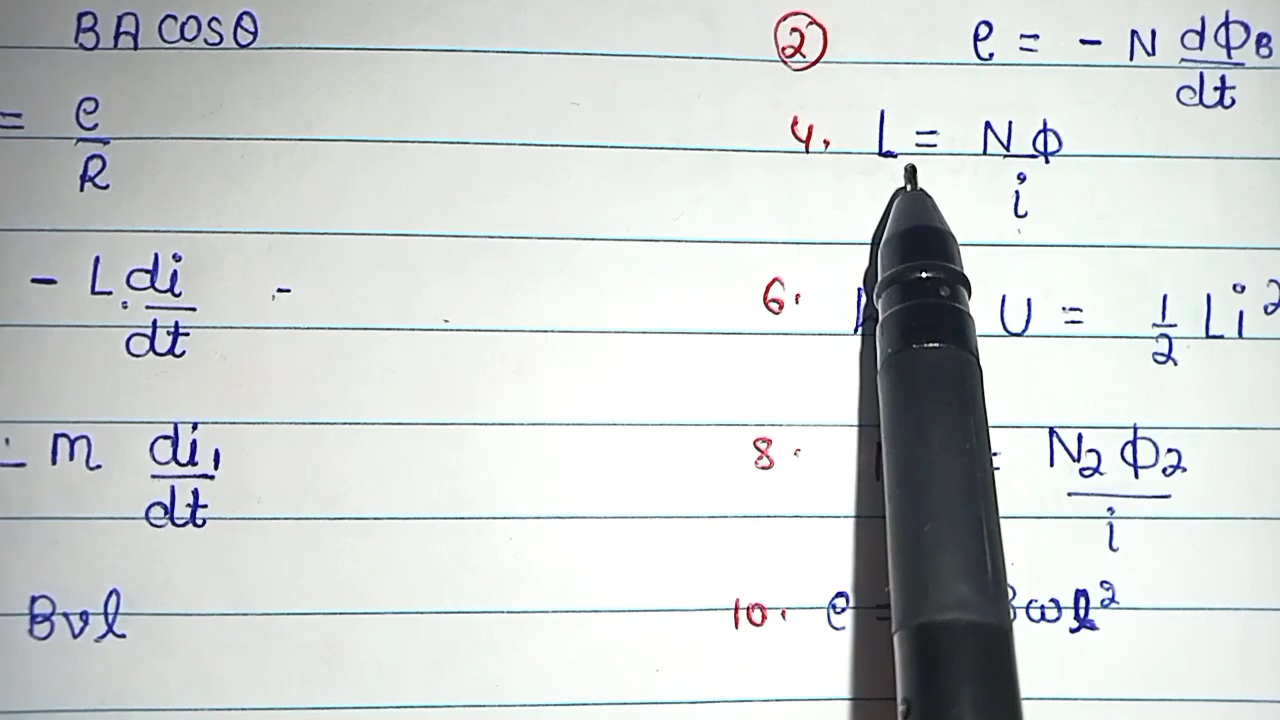 BA cosθ
② e = - N dΦB/dt
= e/R
4. L = NΦ/i
- L.di/dt -
6. U = 1/2 Li²
- m di₁/dt
8. = N₂Φ₂/i
Bvl
10. e = Bωl²